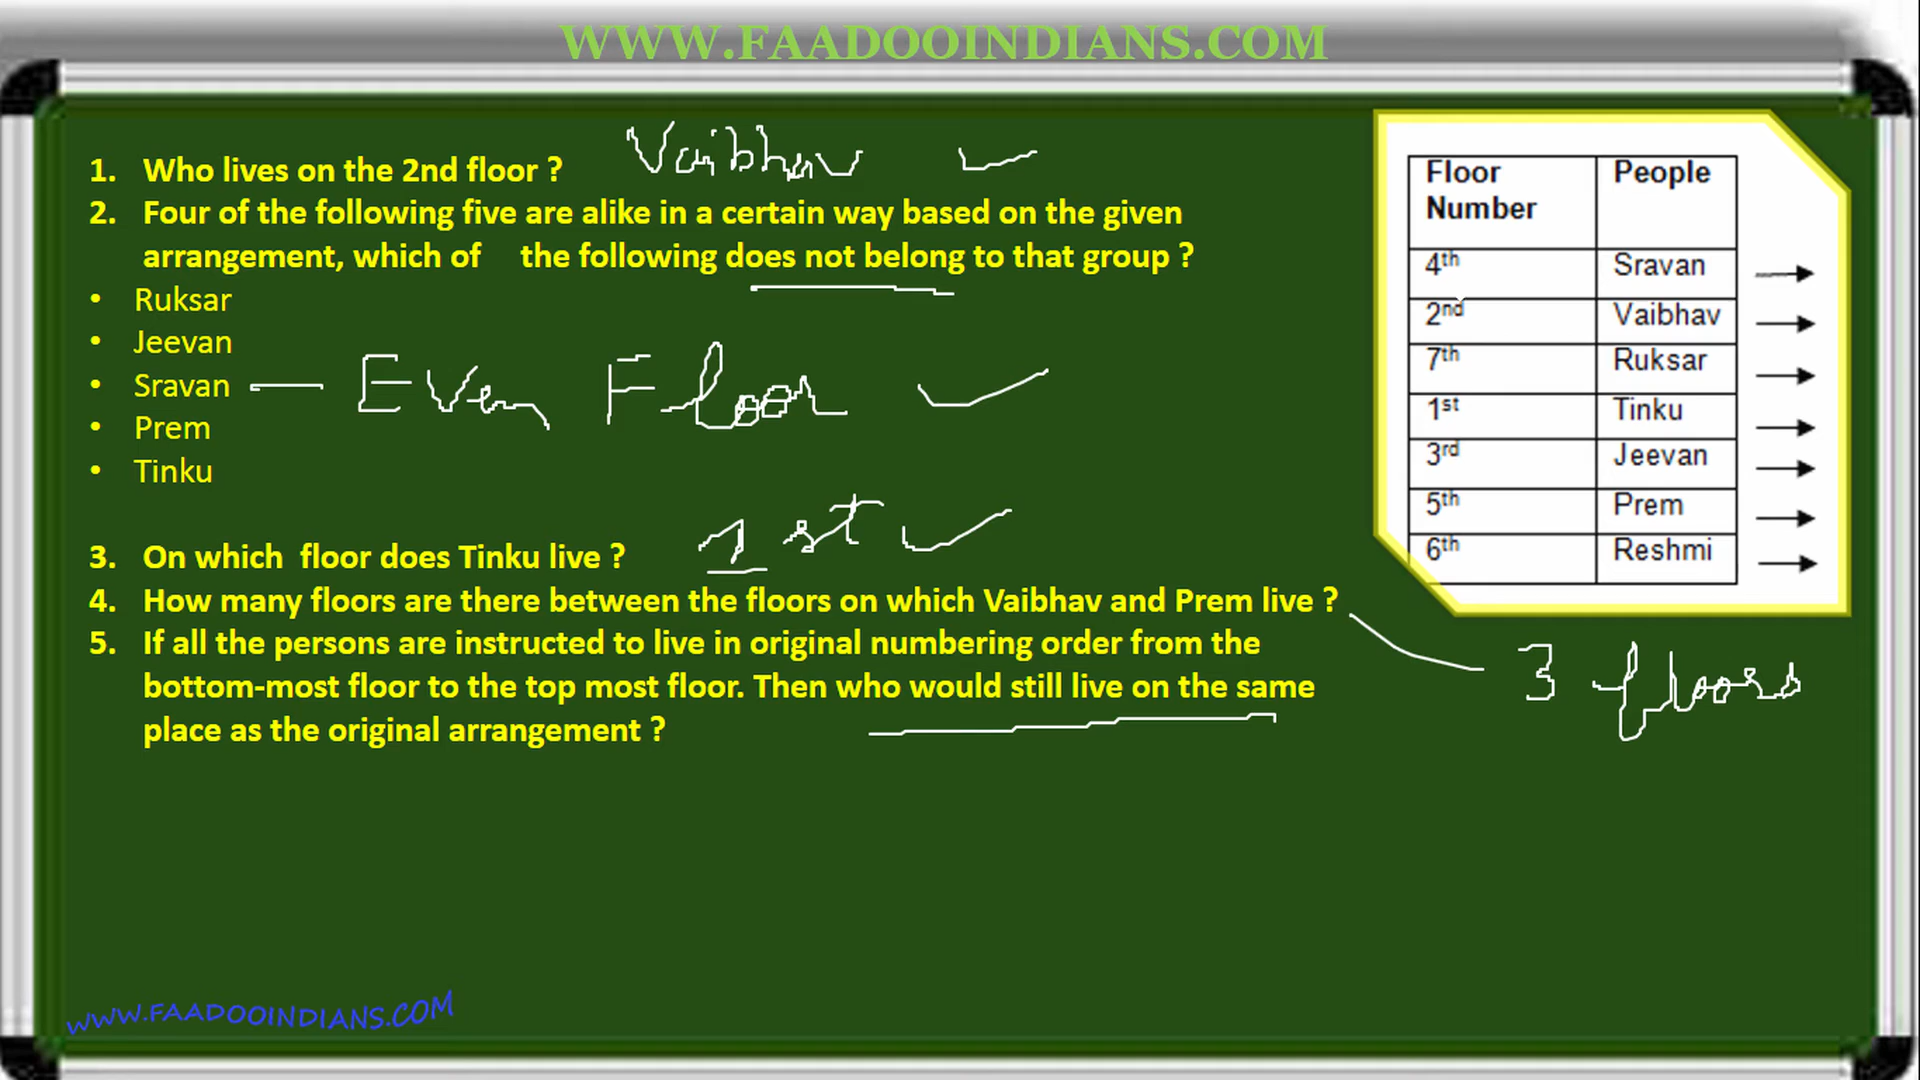 WWW.FAADOOINDIANS.COM
1. Who lives on the 2nd floor ? Vaibhav
2. Four of the following five are alike in a certain way based on the given
arrangement, which of the following does not belong to that group ?
• Ruksar
• Jeevan
• Sravan — Even Floor
• Prem
• Tinku
3. On which floor does Tinku live ? 1st
4. How many floors are there between the floors on which Vaibhav and Prem live ?
3 floors
5. If all the persons are instructed to live in original numbering order from the
bottom-most floor to the top most floor. Then who would still live on the same
place as the original arrangement ?
Floor Number People
4th Sravan
2nd Vaibhav
7th Ruksar
1st Tinku
3rd Jeevan
5th Prem
6th Reshmi
WWW.FAADOOINDIANS.COM